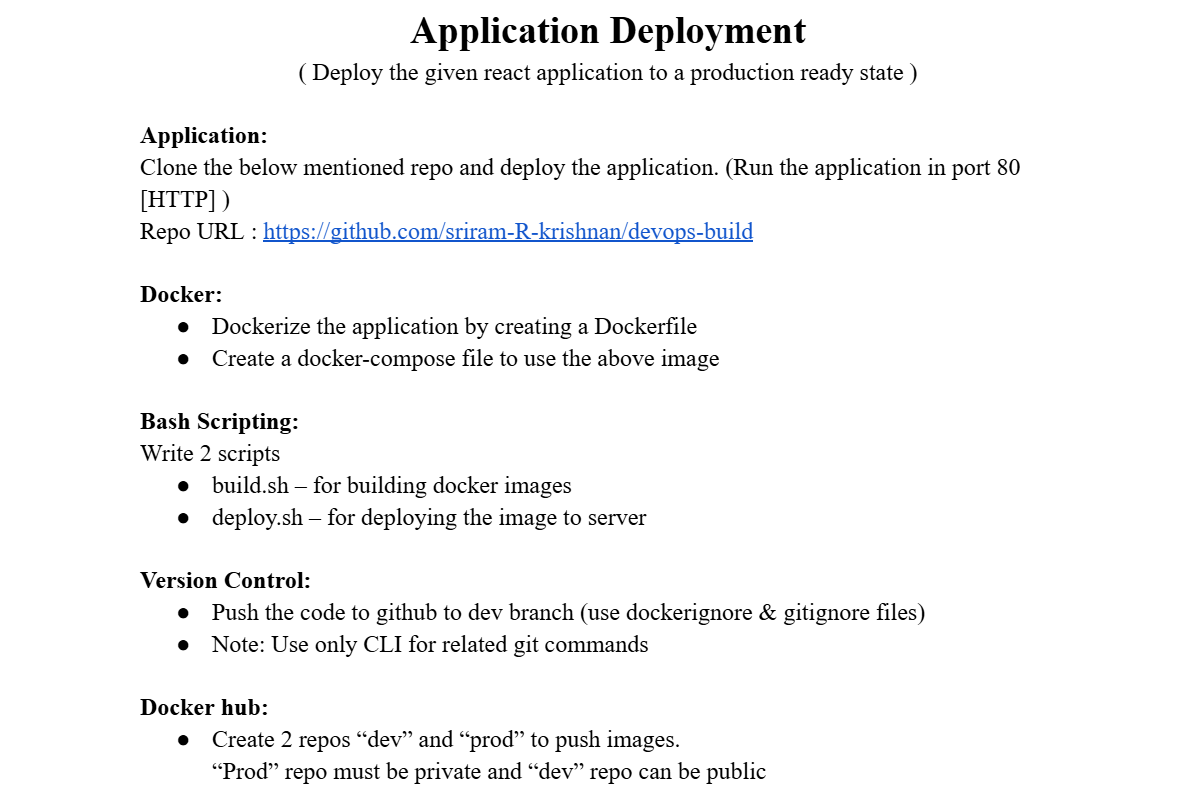 Application Deployment
( Deploy the given react application to a production ready state )
Application:
Clone the below mentioned repo and deploy the application. (Run the application in port 80
[HTTP] )
Repo URL : https://github.com/sriram-R-krishnan/devops-build
Docker:
● Dockerize the application by creating a Dockerfile
● Create a docker-compose file to use the above image
Bash Scripting:
Write 2 scripts
● build.sh – for building docker images
● deploy.sh – for deploying the image to server
Version Control:
● Push the code to github to dev branch (use dockerignore & gitignore files)
● Note: Use only CLI for related git commands
Docker hub:
● Create 2 repos “dev” and “prod” to push images.
“Prod” repo must be private and “dev” repo can be public